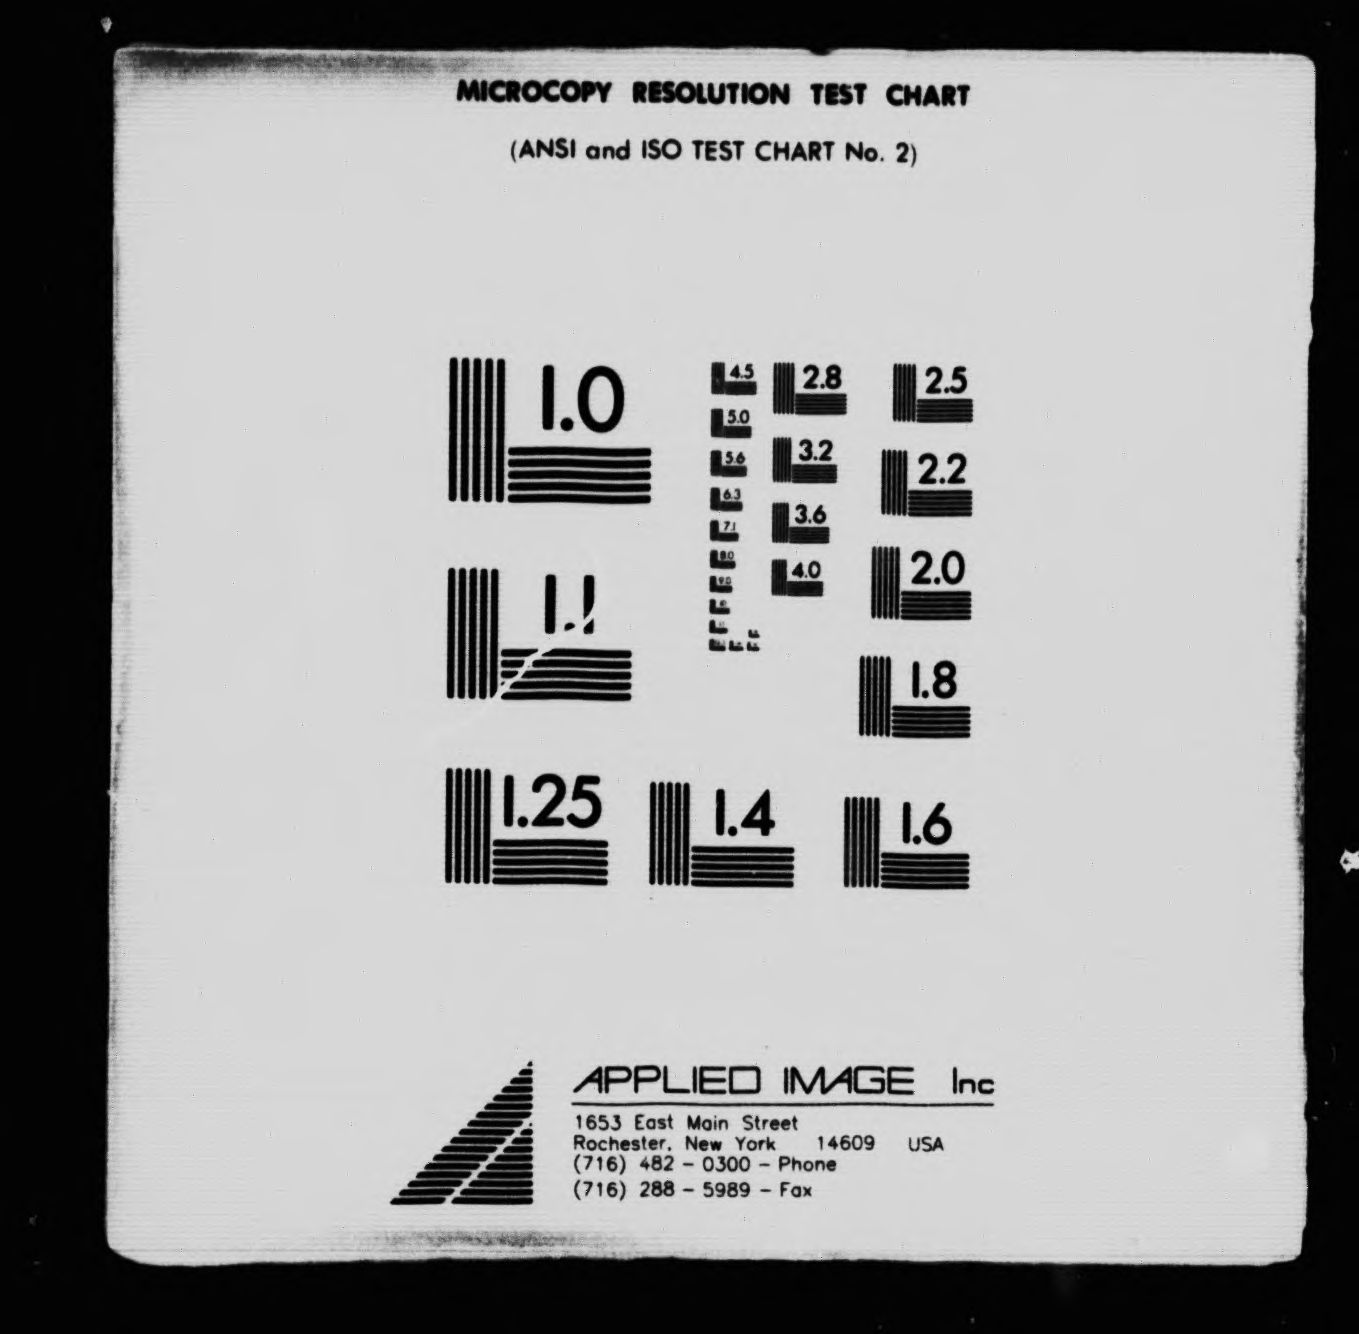 MICROCOPY RESOLUTION TEST CHART
(ANSI and ISO TEST CHART No. 2)
1.0
4.5
2.8
2.5
5.0
3.2
2.2
5.6
6.3
3.6
7.1
2.0
8.0
4.0
9.0
1.1
1.8
1.25
1.4
1.6
APPLIED IMAGE Inc
1653 East Main Street
Rochester, New York 14609 USA
(716) 482 - 0300 - Phone
(716) 288 - 5989 - Fax